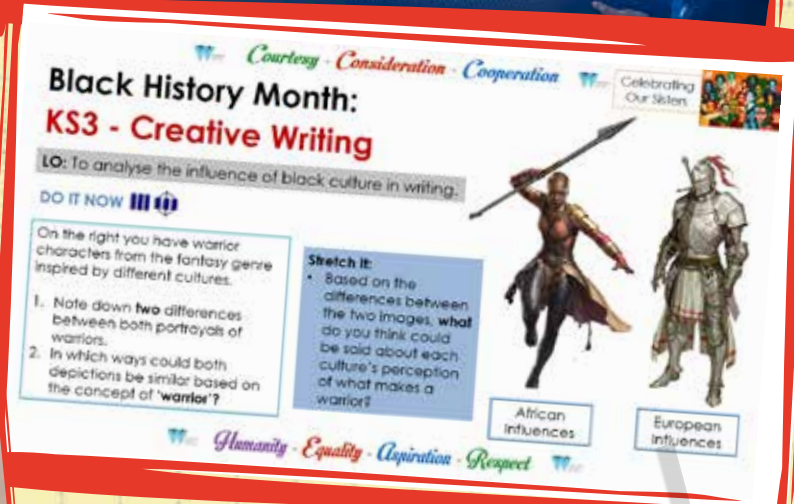 Courtesy - Consideration - Cooperation
Celebrating
Our Sisters
Black History Month:
KS3 - Creative Writing
LO: To analyse the influence of black culture in writing.
DO IT NOW
On the right you have warrior
characters from the fantasy genre
inspired by different cultures.
1. Note down two differences
between both portrayals of
warriors.
2. In which ways could both
depictions be similar based on
the concept of 'warrior'?
Stretch it:
• Based on the
differences between
the two images, what
do you think could
be said about each
culture's perception
of what makes a
warrior?
African
Influences
European
Influences
Humanity - Equality - Aspiration - Respect